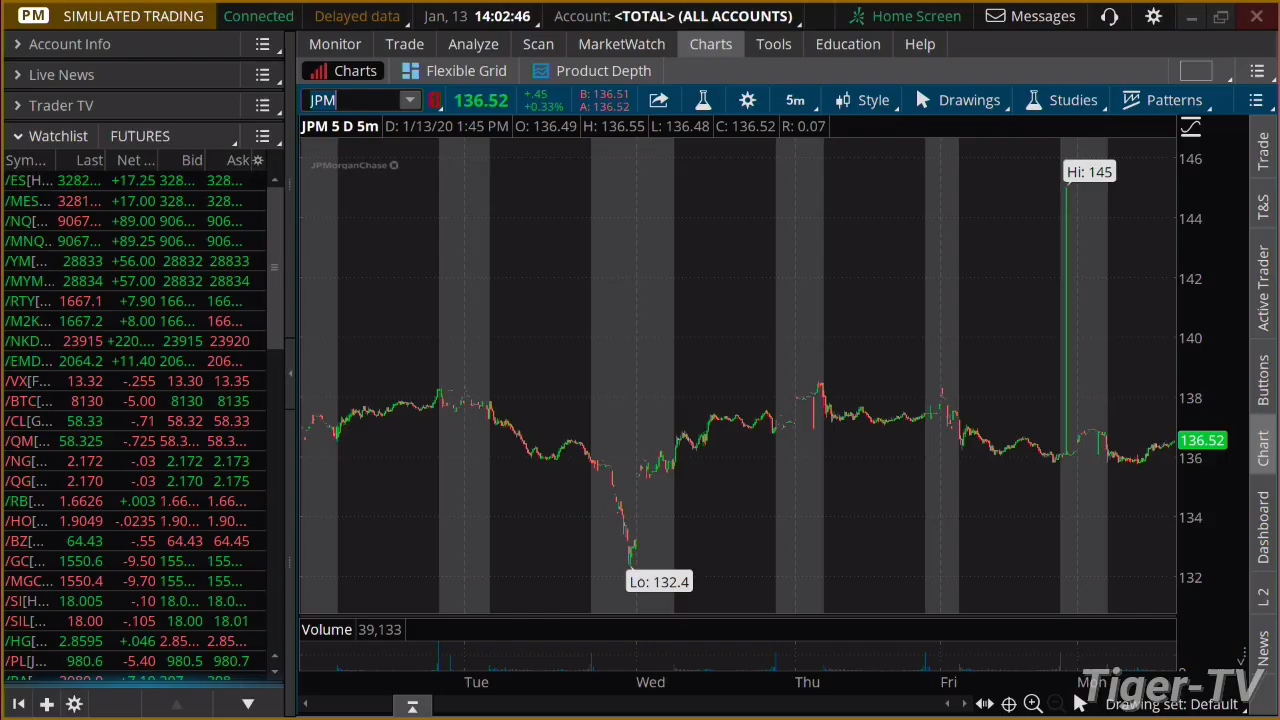 PM SIMULATED TRADING Connected Delayed data Jan, 13 14:02:46 Account: <TOTAL> (ALL ACCOUNTS) Home Screen Messages
Account Info
Live News
Trader TV
Watchlist FUTURES
Sym... Last Net ... Bid Ask
/ES[H... 3282... +17.25 328... 328...
/MES... 3281... +17.00 328... 328...
/NQ[... 9067... +89.00 906... 906...
/MNQ... 9067... +89.25 906... 906...
/YM[... 28833 +56.00 28832 28833
/MYM... 28834 +57.00 28832 28834
/RTY[... 1667.1 +7.90 166... 166...
/M2K... 1667.2 +8.00 166... 166...
/NKD... 23915 +220.... 23915 23920
/EMD... 2064.2 +11.40 206... 206...
/VX[F... 13.32 -.255 13.30 13.35
/BTC[... 8130 -5.00 8130 8135
/CL[G... 58.33 -.71 58.32 58.33
/QM[... 58.325 -.725 58.3... 58.3...
/NG[... 2.172 -.03 2.172 2.173
/QG[... 2.170 -.03 2.170 2.175
/RB[... 1.6626 +.003 1.66... 1.66...
/HO[... 1.9049 -.0235 1.90... 1.90...
/BZ[... 64.43 -.55 64.43 64.45
/GC[... 1550.6 -9.50 155... 155...
/MGC... 1550.4 -9.70 155... 155...
/SI[H... 18.005 -.10 18.0... 18.0...
/SIL[... 18.00 -.105 18.00 18.01
/HG[... 2.8595 +.046 2.85... 2.85...
/PL[J... 980.6 -5.40 980.5 980.7
Monitor Trade Analyze Scan MarketWatch Charts Tools Education Help
Charts Flexible Grid Product Depth
JPM 136.52 +.45 B: 136.51 5m Style Drawings Studies Patterns
+0.33% A: 136.52
JPM 5 D 5m D: 1/13/20 1:45 PM O: 136.49 H: 136.55 L: 136.48 C: 136.52 R: 0.07
JPMorganChase
Hi: 145
Lo: 132.4
146
144
142
140
138
136.52
136
134
132
Volume 39,133
Tue Wed Thu Fri Mon
Trade
T&S
Active Trader
Buttons
Chart
Dashboard
L 2
News
Tiger-TV
Drawing set: Default